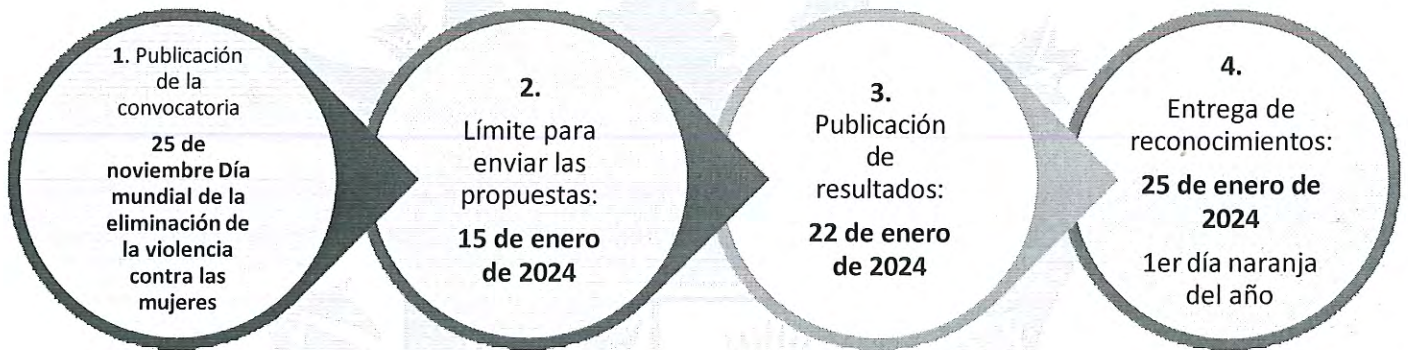 1. Publicación
de la
convocatoria
25 de
noviembre Día
mundial de la
eliminación de
la violencia
contra las
mujeres
2.
Límite para
enviar las
propuestas:
15 de enero
de 2024
3.
Publicación
de
resultados:
22 de enero
de 2024
4.
Entrega de
reconocimientos:
25 de enero de
2024
1er día naranja
del año